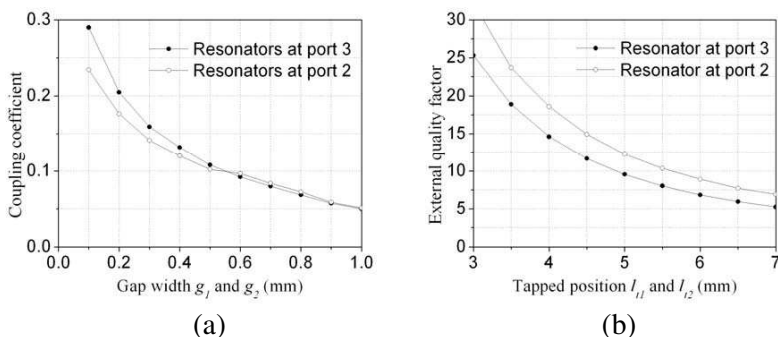 0.3
0.2
0.1
0.0
0
0.2
0.4
0.6
0.8
1.0
Coupling coefficient
Resonators at port 3
Resonators at port 2
Gap width g1 and g2 (mm)
(a)
30
25
20
15
10
5
0
3
4
5
6
7
External quality factor
Resonator at port 3
Resonator at port 2
Tapped position lt1 and lt2 (mm)
(b)